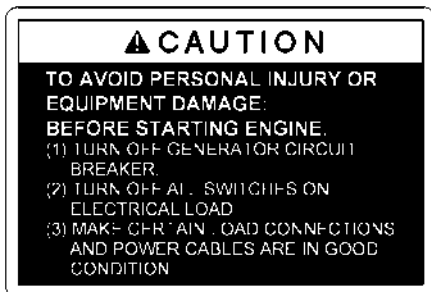 CAUTION
TO AVOID PERSONAL INJURY OR
EQUIPMENT DAMAGE:
BEFORE STARTING ENGINE.
(1) TURN OFF GENERATOR CIRCUIT
BREAKER.
(2) TURN OFF ALL SWITCHES ON
ELECTRICAL LOAD
(3) MAKE CERTAIN LOAD CONNECTIONS
AND POWER CABLES ARE IN GOOD
CONDITION